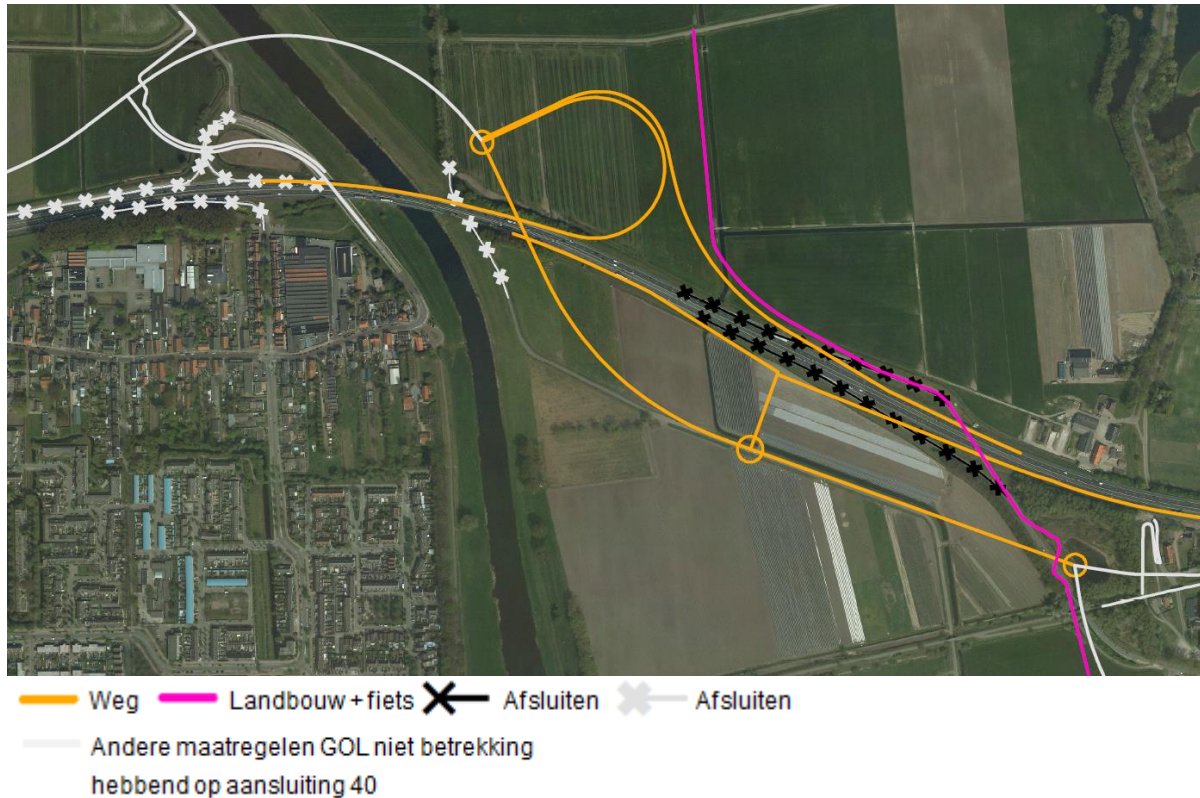 Weg Landbouw + fiets Afsluiten Afsluiten
Andere maatregelen GOL niet betrekking
hebbend op aansluiting 40